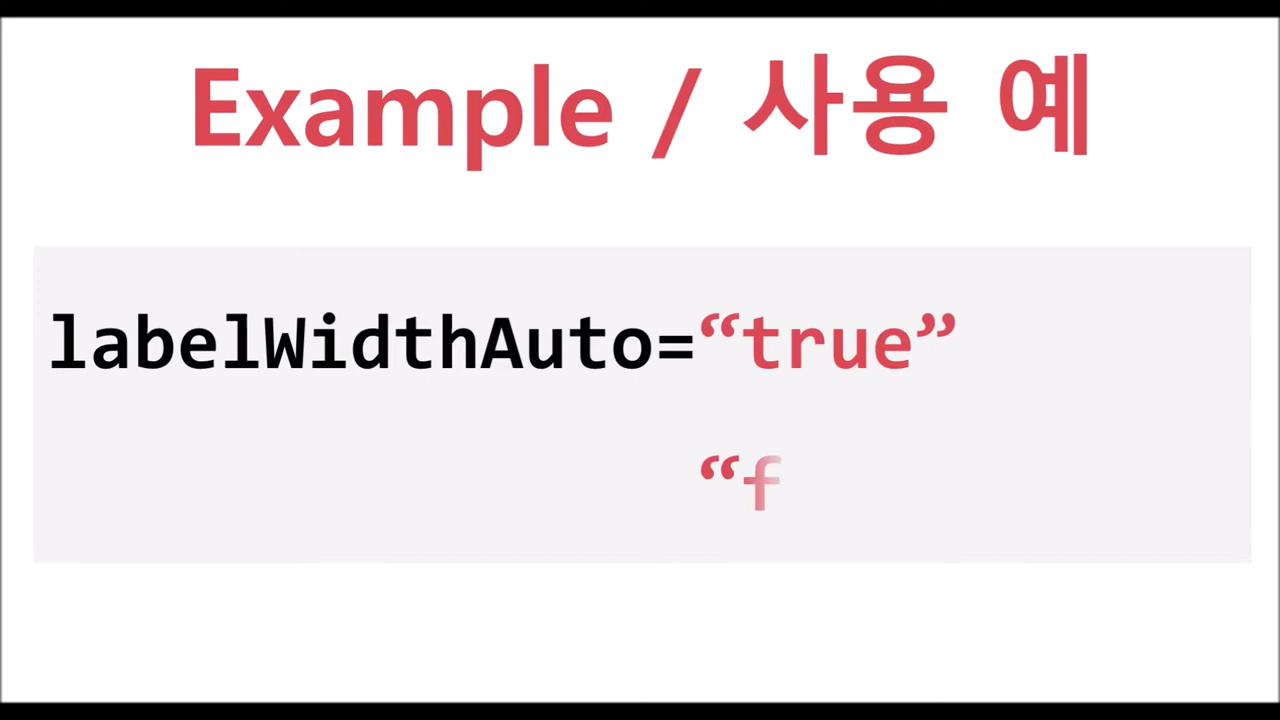 Example / 사용 예
labelWidthAuto=“true”
“f